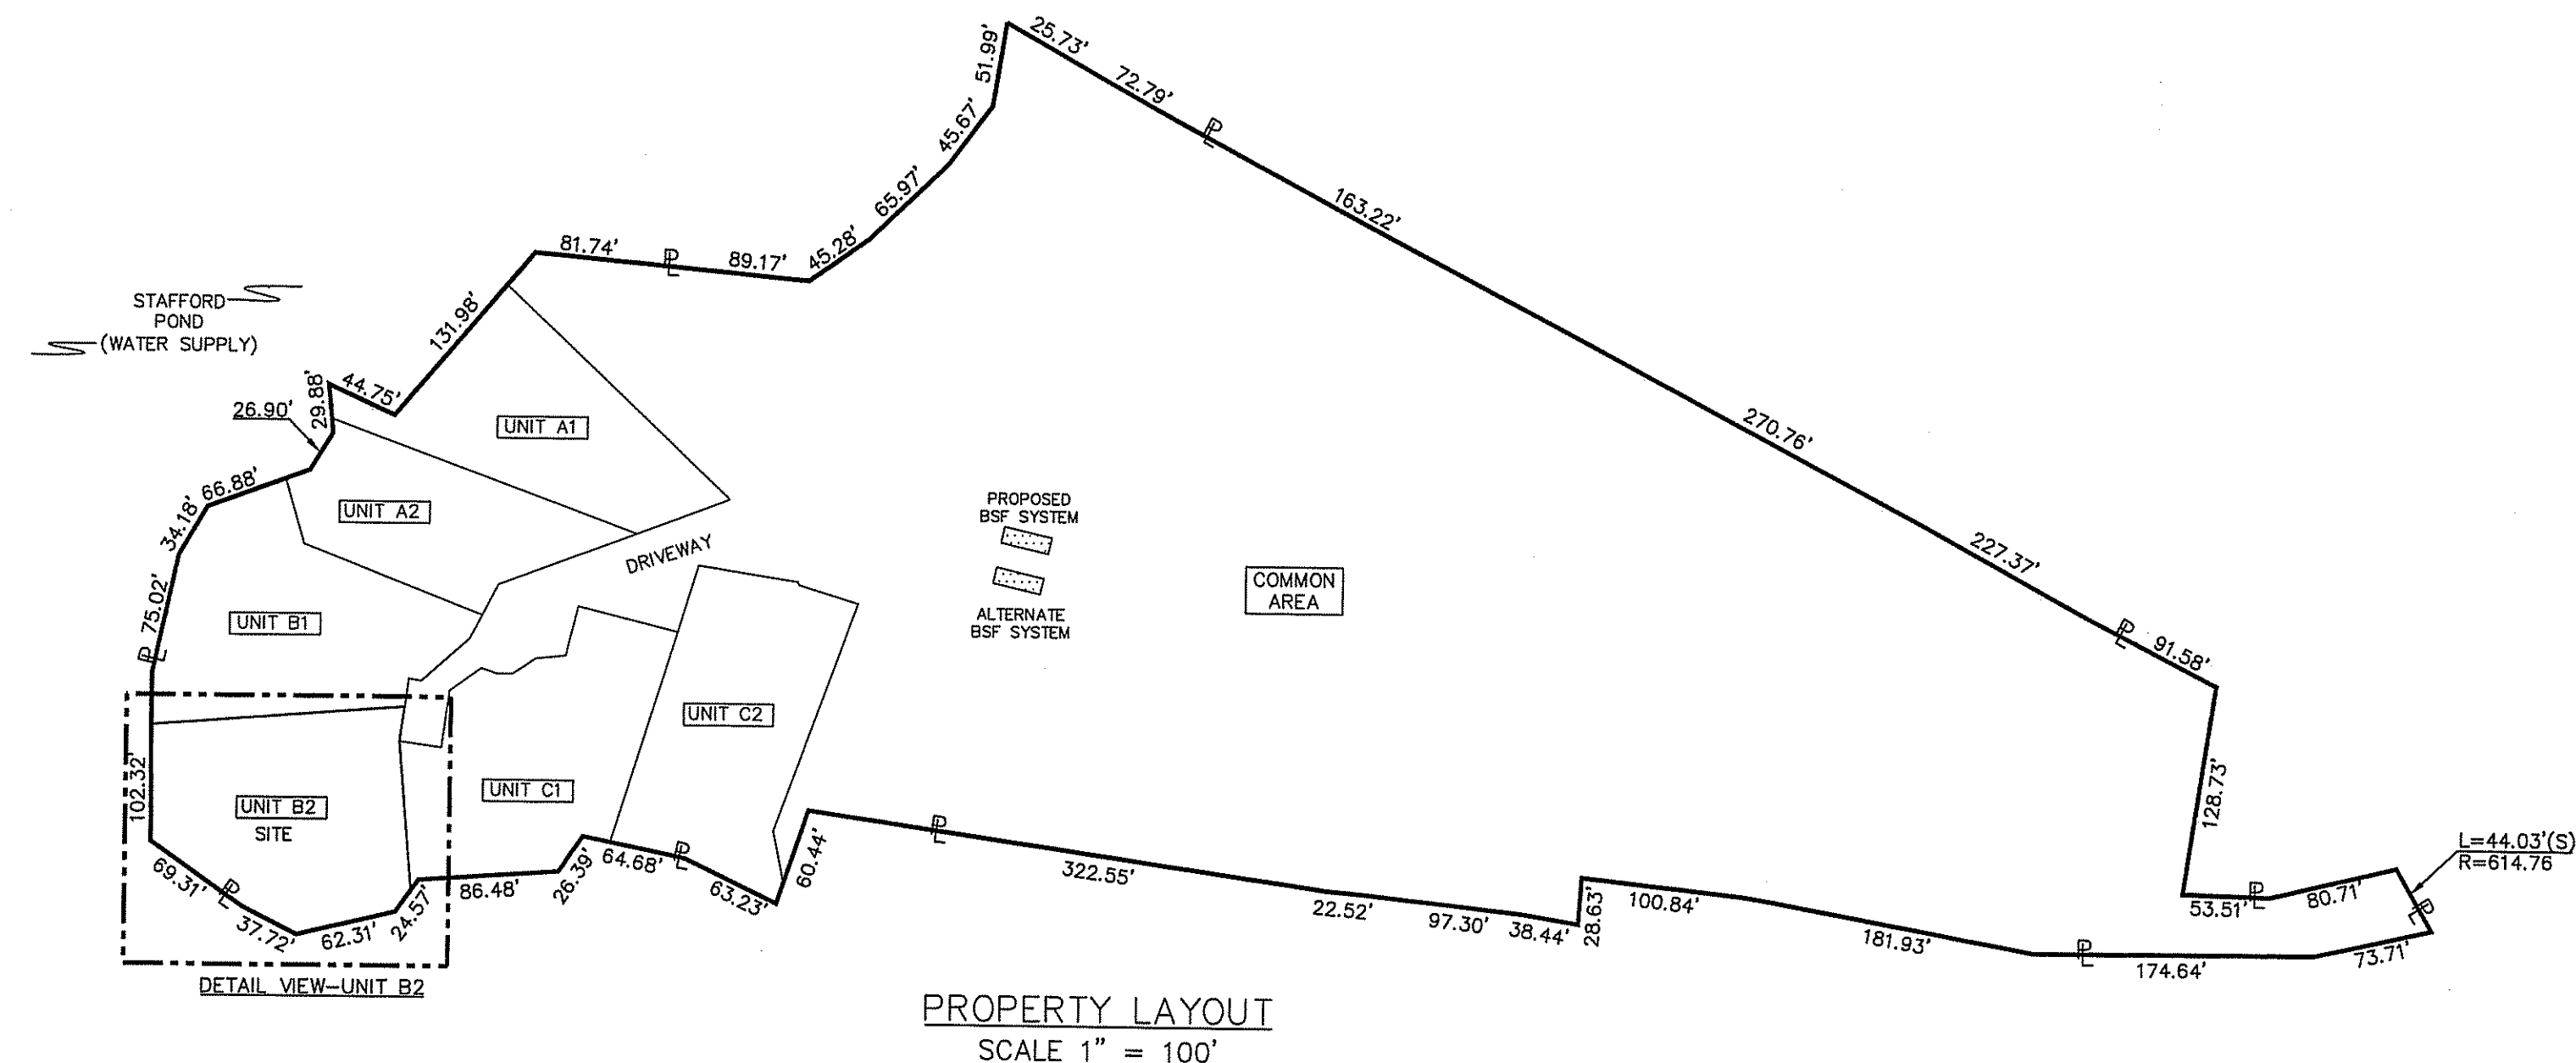 25.73'
51.99'
72.79'
PL
45.67'
65.97'
163.22'
45.28'
81.74'
PL
89.17'
STAFFORD
POND
(WATER SUPPLY)
131.98'
44.75'
29.88'
26.90'
UNIT A1
270.76'
66.88'
34.18'
UNIT A2
PROPOSED
BSF SYSTEM
DRIVEWAY
227.37'
COMMON
AREA
ALTERNATE
BSF SYSTEM
75.02'
UNIT B1
PL
PL
91.58'
UNIT C2
102.32'
UNIT B2
SITE
UNIT C1
128.73'
L=44.03'(S)
R=614.76
69.31'
PL
37.72'
62.31'
24.57'
86.48'
26.39'
64.68'
PL
63.23'
60.44'
PL
322.55'
22.52'
97.30'
38.44'
28.63'
100.84'
181.93'
PL
174.64'
53.51'
PL
80.71'
PL
73.71'
DETAIL VIEW-UNIT B2
PROPERTY LAYOUT
SCALE 1" = 100'